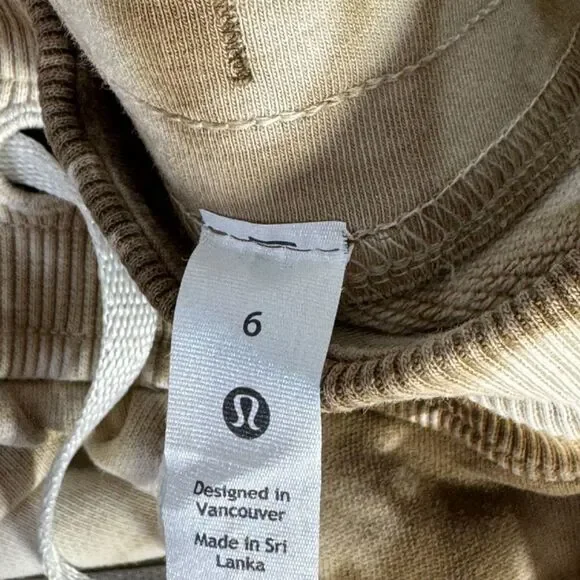 6
Designed in
Vancouver
Made in Sri
Lanka